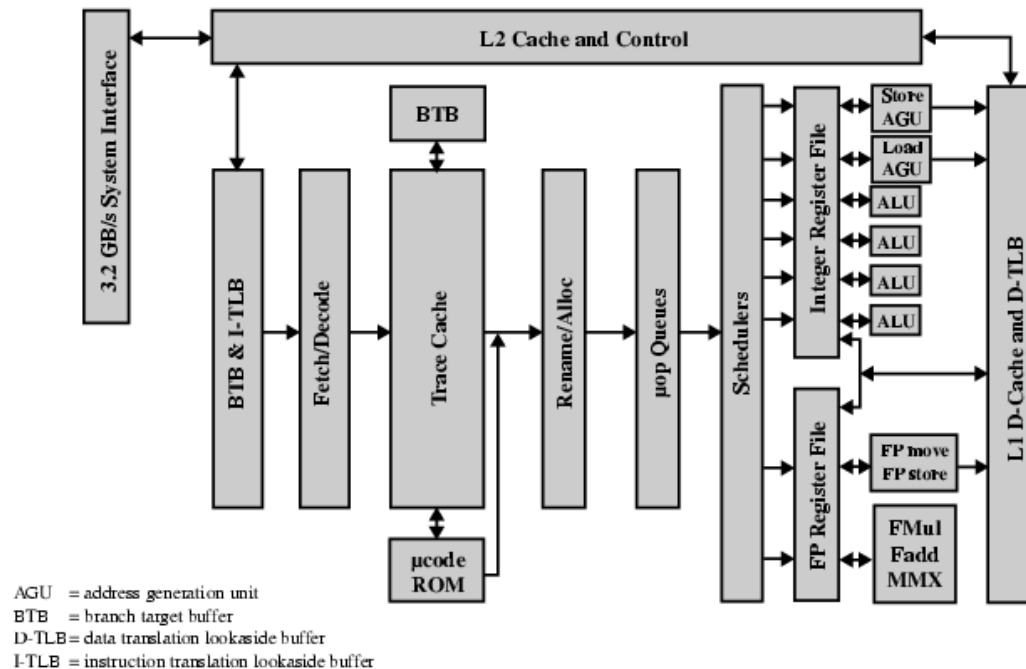 L2 Cache and Control
3.2 GB/s System Interface
BTB
BTB & I-TLB
Fetch/Decode
Trace Cache
µcode
ROM
Rename/Alloc
µop Queues
Schedulers
Integer Register File
FP Register File
Store
AGU
Load
AGU
ALU
ALU
ALU
ALU
FP move
FP store
FMul
Fadd
MMX
L1 D-Cache and D-TLB
AGU = address generation unit
BTB = branch target buffer
D-TLB = data translation lookaside buffer
I-TLB = instruction translation lookaside buffer